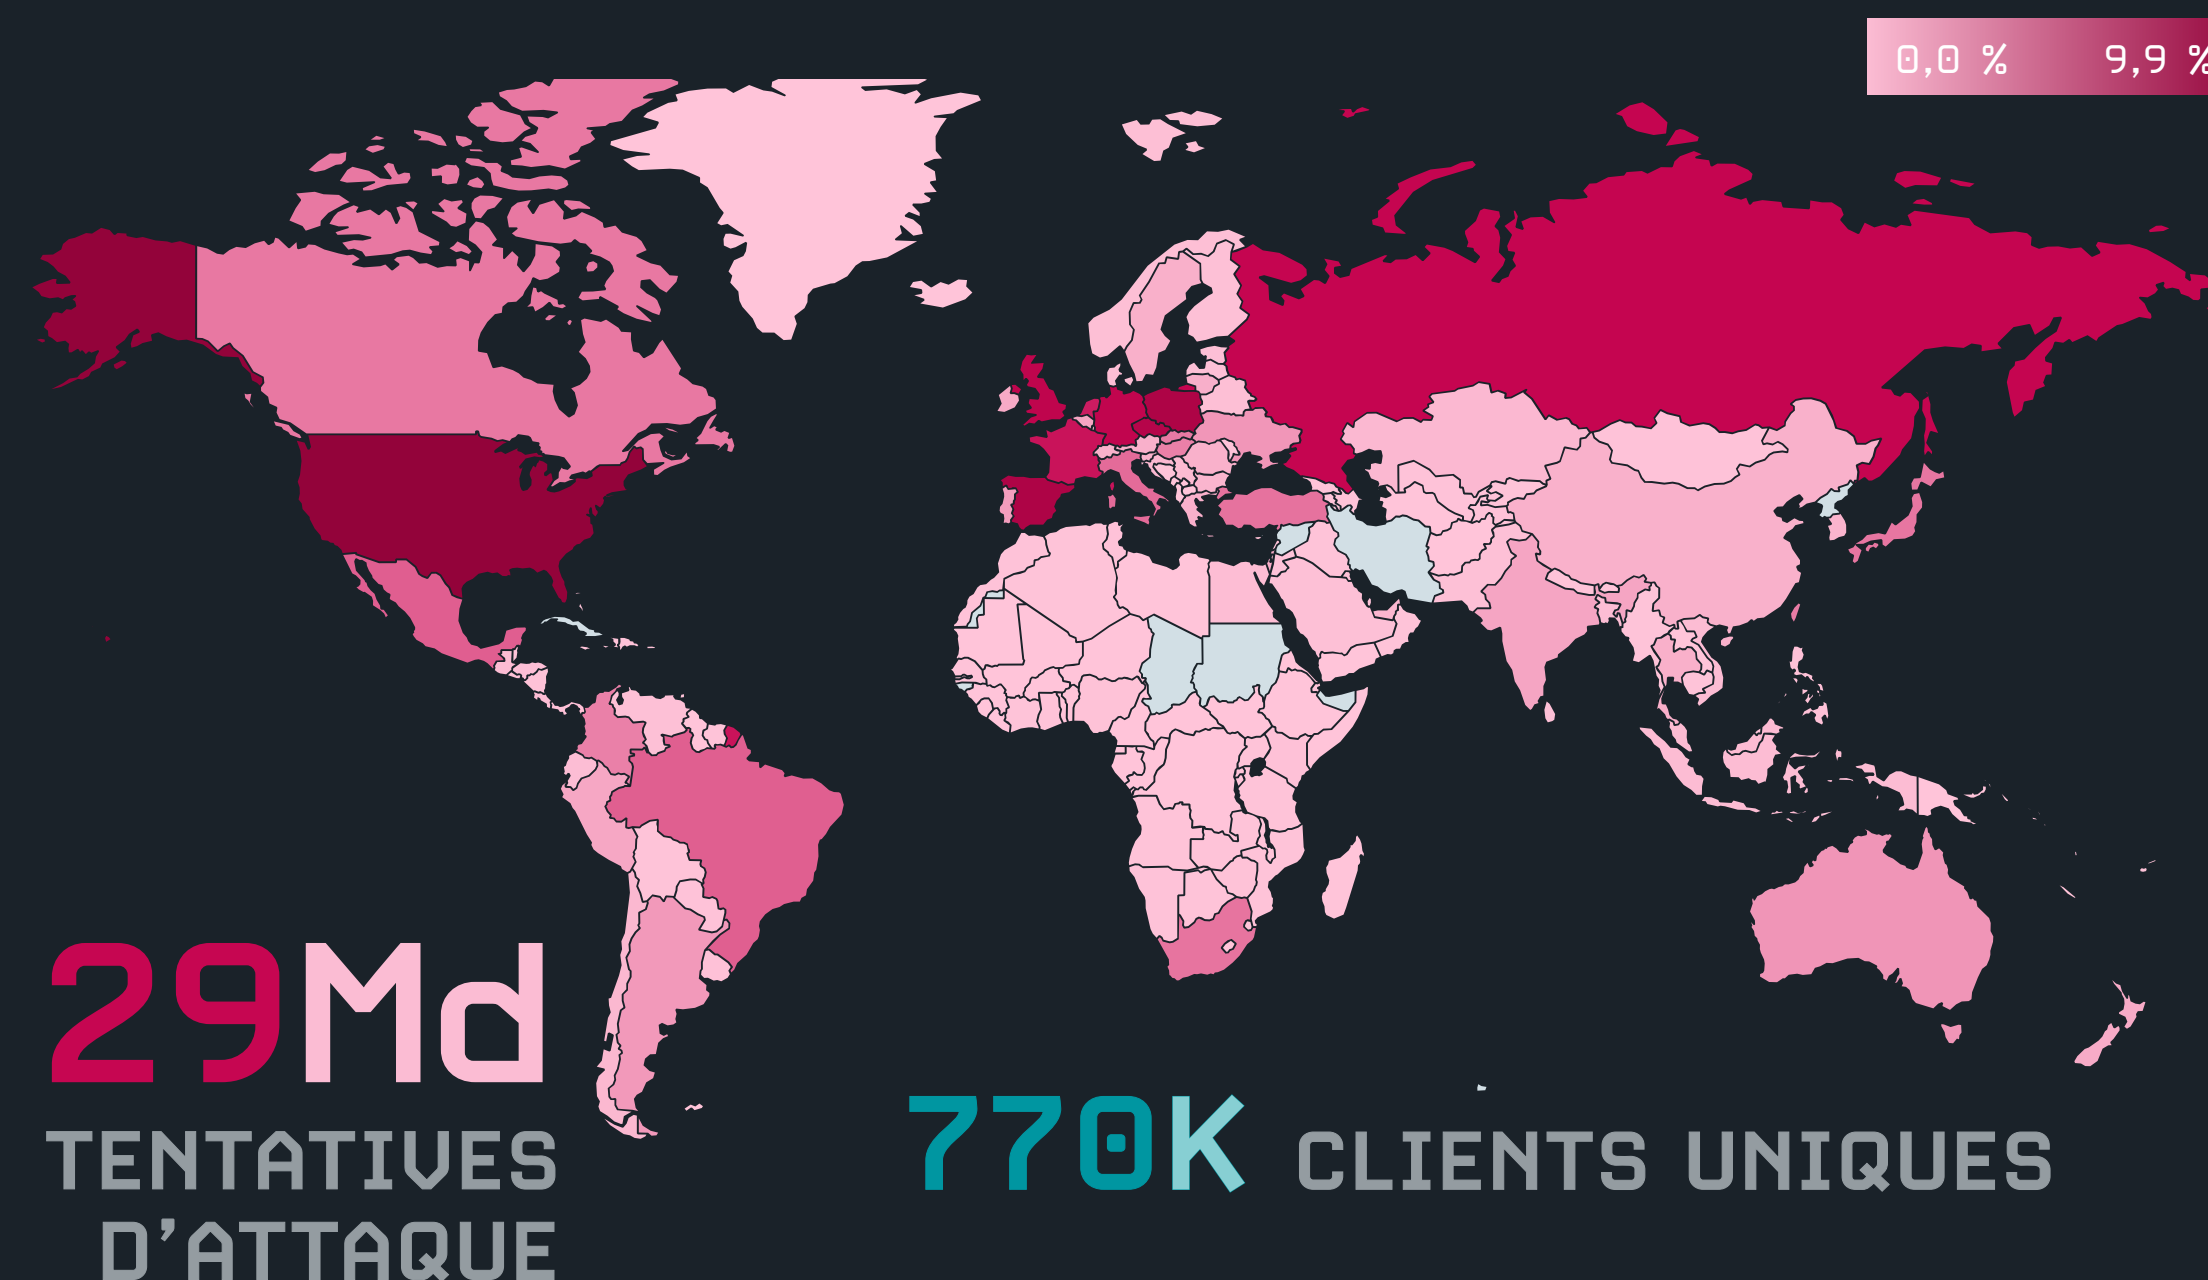 0,0 % 9,9 %
29Md
TENTATIVES
D'ATTAQUE
770K CLIENTS UNIQUES